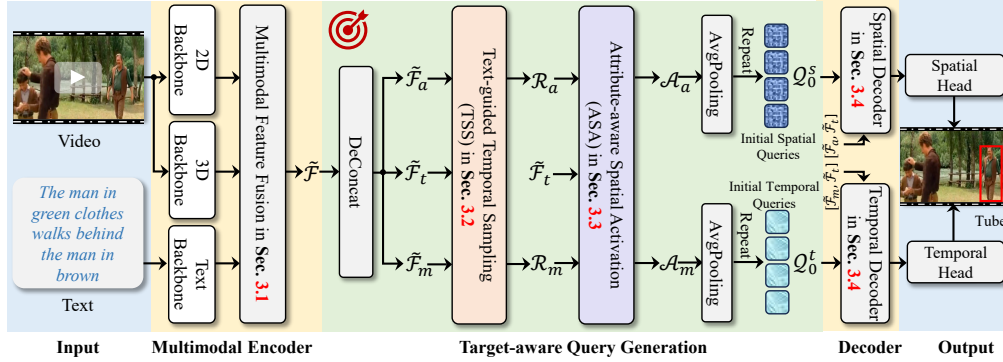 Video
The man in
green clothes
walks behind
the man in
brown
Text
Input
2D
Backbone
3D
Backbone
Text
Backbone
Multimodal Feature Fusion in Sec. 3.1
Multimodal Encoder
F̃
DeConcat
F̃a
F̃t
F̃m
Text-guided Temporal Sampling
(TSS) in Sec. 3.2
Ra
F̃t
Rm
Attribute-aware Spatial Activation
(ASA) in Sec. 3.3
Aa
Am
AvgPooling
Repeat
Initial Spatial
Queries
Q0s
AvgPooling
Repeat
Initial Temporal
Queries
Q0t
Target-aware Query Generation
[F̃a, F̃t]
[F̃m, F̃t]
Spatial Decoder
in Sec. 3.4
Temporal Decoder
in Sec. 3.4
Decoder
Spatial
Head
Tube
Temporal
Head
Output